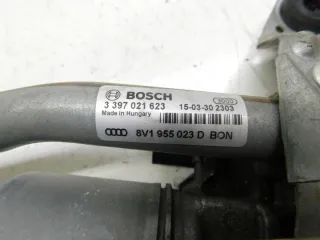 BOSCH
3 397 021 623 15-03-30 2303
Made in Hungary
8V1 955 023 D BON